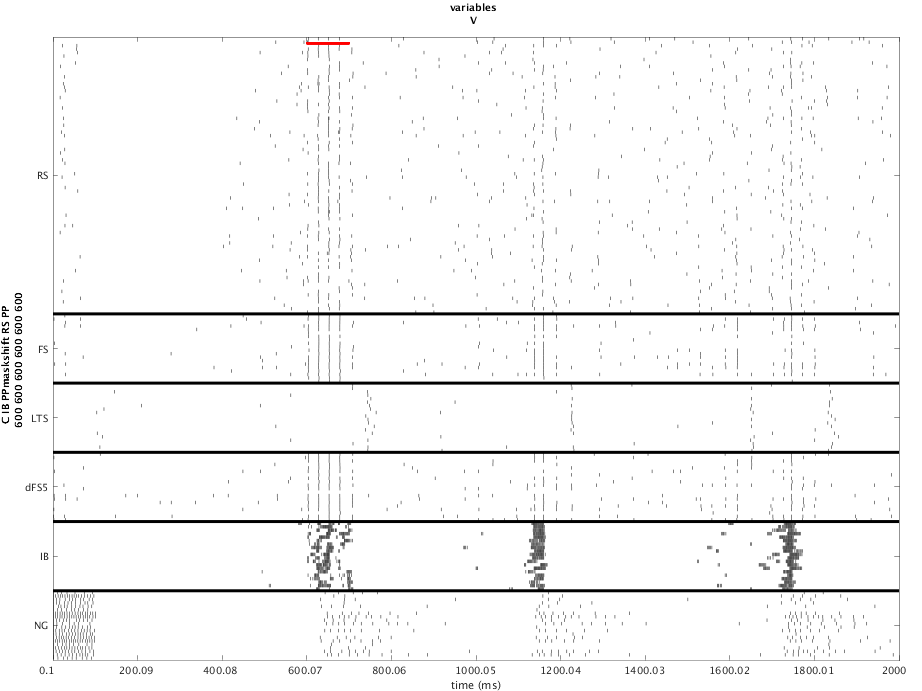 variables
V
C IB PPmaskshift RS PP
600 600 600 600 600 600 600
RS
FS
LTS
dFS5
IB
NG
0.1 200.09 400.08 600.07 800.06 1000.05 1200.04 1400.03 1600.02 1800.01 2000
time (ms)